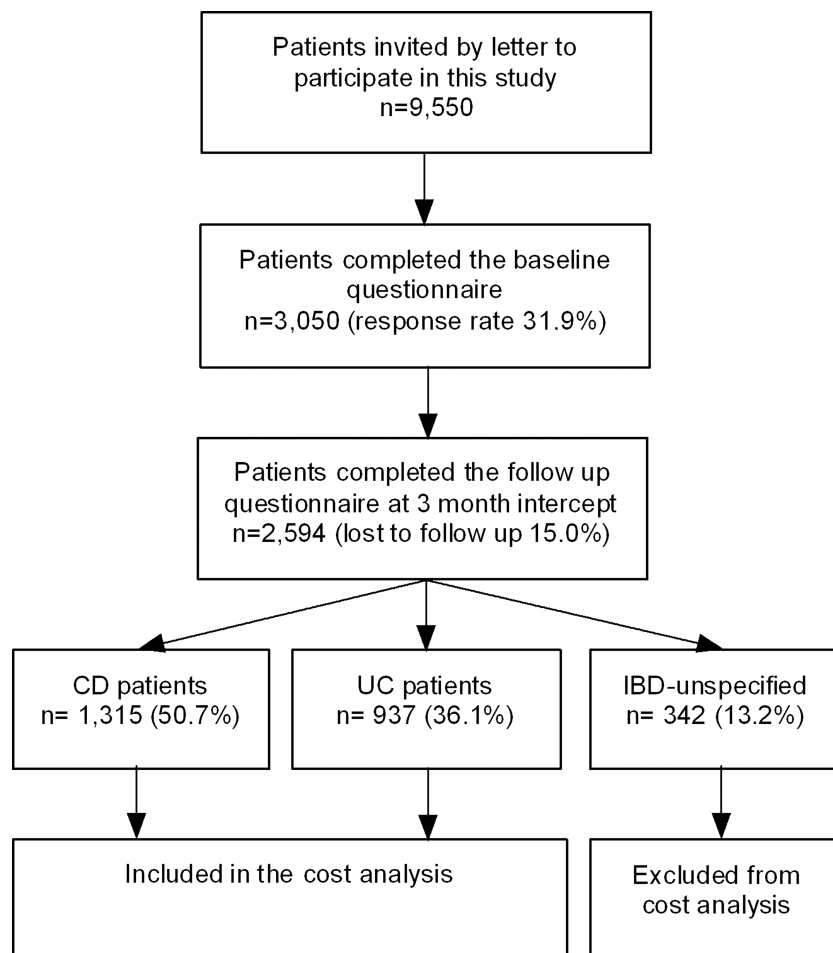 Patients invited by letter to
participate in this study
n=9,550
Patients completed the baseline
questionnaire
n=3,050 (response rate 31.9%)
Patients completed the follow up
questionnaire at 3 month intercept
n=2,594 (lost to follow up 15.0%)
CD patients
n= 1,315 (50.7%)
UC patients
n= 937 (36.1%)
IBD-unspecified
n= 342 (13.2%)
Included in the cost analysis
Excluded from
cost analysis